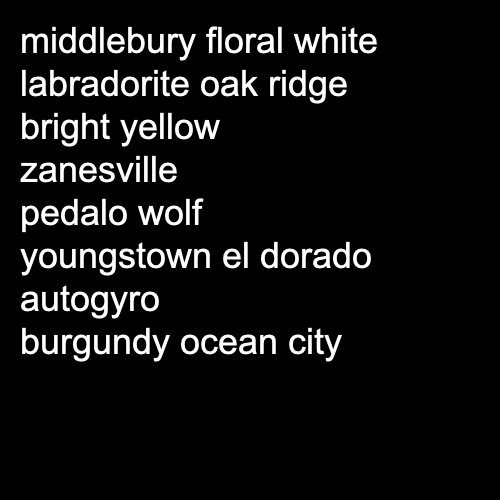 middlebury floral white
labradorite oak ridge
bright yellow
zanesville
pedalo wolf
youngstown el dorado
autogyro
burgundy ocean city